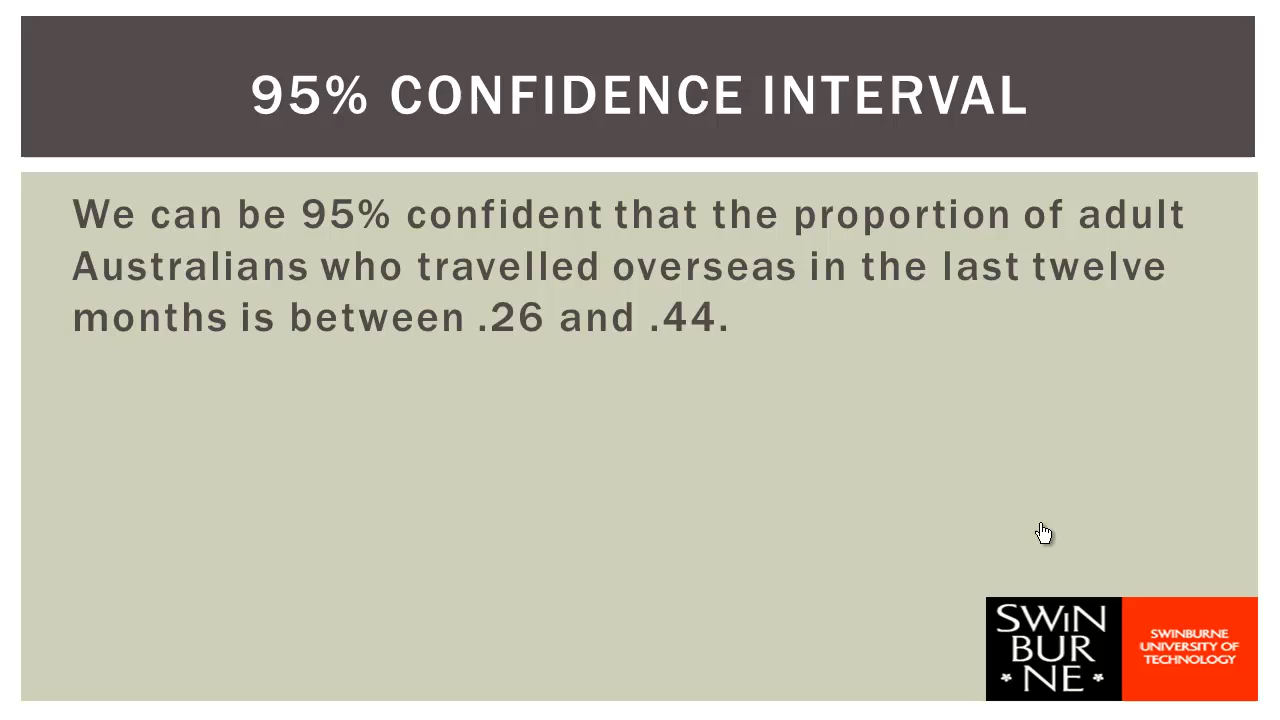 95% CONFIDENCE INTERVAL
We can be 95% confident that the proportion of adult
Australians who travelled overseas in the last twelve
months is between .26 and .44.
SWiN
BUR
NE
SWINBURNE
UNIVERSITY OF
TECHNOLOGY